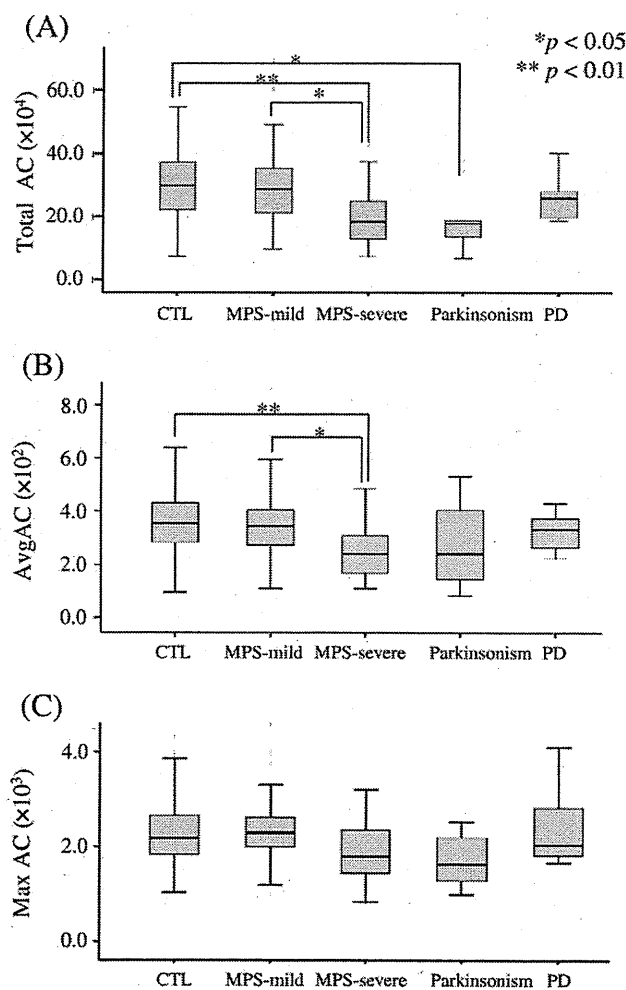 (A)
*p < 0.05
** p < 0.01
*
**
*
Total AC (×10⁴)
60.0
40.0
20.0
0.0
CTL MPS-mild MPS-severe Parkinsonism PD
(B)
**
*
AvgAC (×10²)
8.0
6.0
4.0
2.0
0.0
CTL MPS-mild MPS-severe Parkinsonism PD
(C)
Max AC (×10³)
4.0
2.0
0.0
CTL MPS-mild MPS-severe Parkinsonism PD